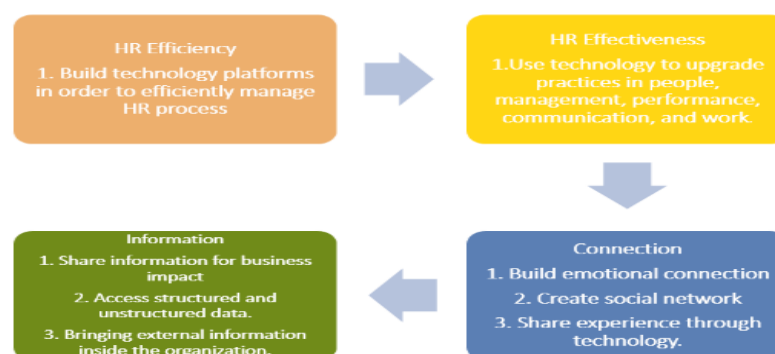 HR Efficiency
1. Build technology platforms
in order to efficiently manage
HR process
HR Effectiveness
1.Use technology to upgrade
practices in people,
management, performance,
communication, and work
Information
1. Share information for business
impact
2. Access structured and
unstructured data.
3. Bringing external information
inside the organization.
Connection
1. Build emotional connection
2. Create social network
3. Share experience through
technology.